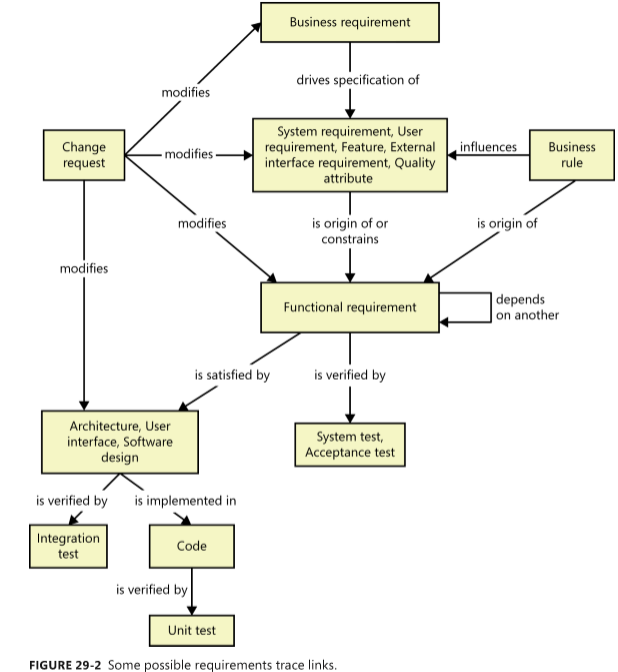 Business requirement
modifies
drives specification of
Change
request
modifies
System requirement, User
requirement, Feature, External
interface requirement, Quality
attribute
influences
Business
rule
modifies
is origin of or
constrains
is origin of
modifies
Functional requirement
depends
on another
is satisfied by
is verified by
Architecture, User
interface, Software
design
System test,
Acceptance test
is verified by
is implemented in
Integration
test
Code
is verified by
Unit test
FIGURE 29-2 Some possible requirements trace links.